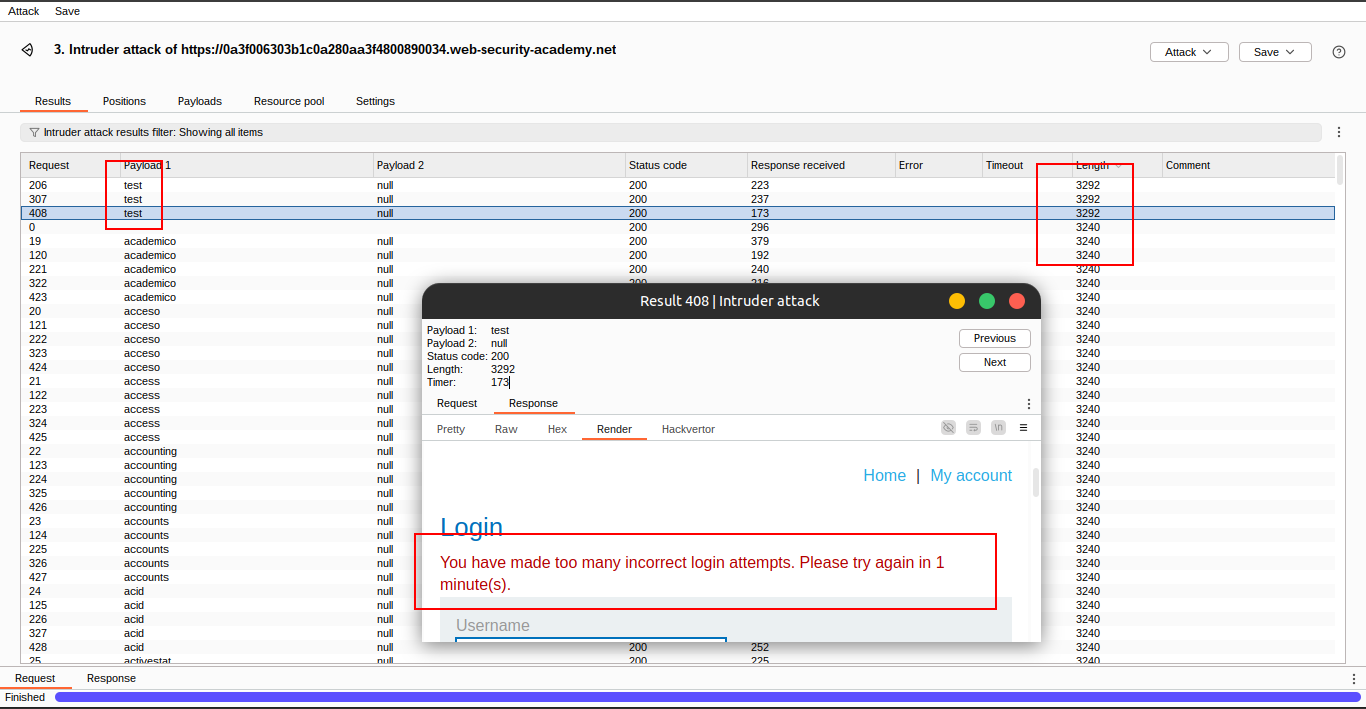 Attack Save
3. Intruder attack of https://0a3f006303b1c0a280aa3f4800890034.web-security-academy.net
Attack Save
Results Positions Payloads Resource pool Settings
Intruder attack results filter: Showing all items
Request Payload 1 Payload 2 Status code Response received Error Timeout Length Comment
206 test null 200 223 3292
307 test null 200 237 3292
408 test null 200 173 3292
0 200 296 3240
19 academico null 200 379 3240
120 academico null 200 192 3240
221 academico null 200 240 3240
322 academico null 200 216 3240
423 academico null 3240
20 acceso null 3240
121 acceso null 3240
222 acceso null 3240
323 acceso null 3240
424 acceso null 3240
21 access null 3240
122 access null 3240
223 access null 3240
324 access null 3240
425 access null 3240
22 accounting null 3240
123 accounting null 3240
224 accounting null 3240
325 accounting null 3240
426 accounting null 3240
23 accounts null 3240
124 accounts null 3240
225 accounts null 3240
326 accounts null 3240
427 accounts null 3240
24 acid null 3240
125 acid null 3240
226 acid null 3240
327 acid null 3240
428 acid null 200 252 3240
25 activestat null 200 225 3240
Result 408 | Intruder attack
Payload 1: test
Payload 2: null
Status code: 200
Length: 3292
Timer: 173
Previous
Next
Request Response
Pretty Raw Hex Render Hackvertor
\n
Home | My account
Login
You have made too many incorrect login attempts. Please try again in 1
minute(s).
Username
Request Response
Finished